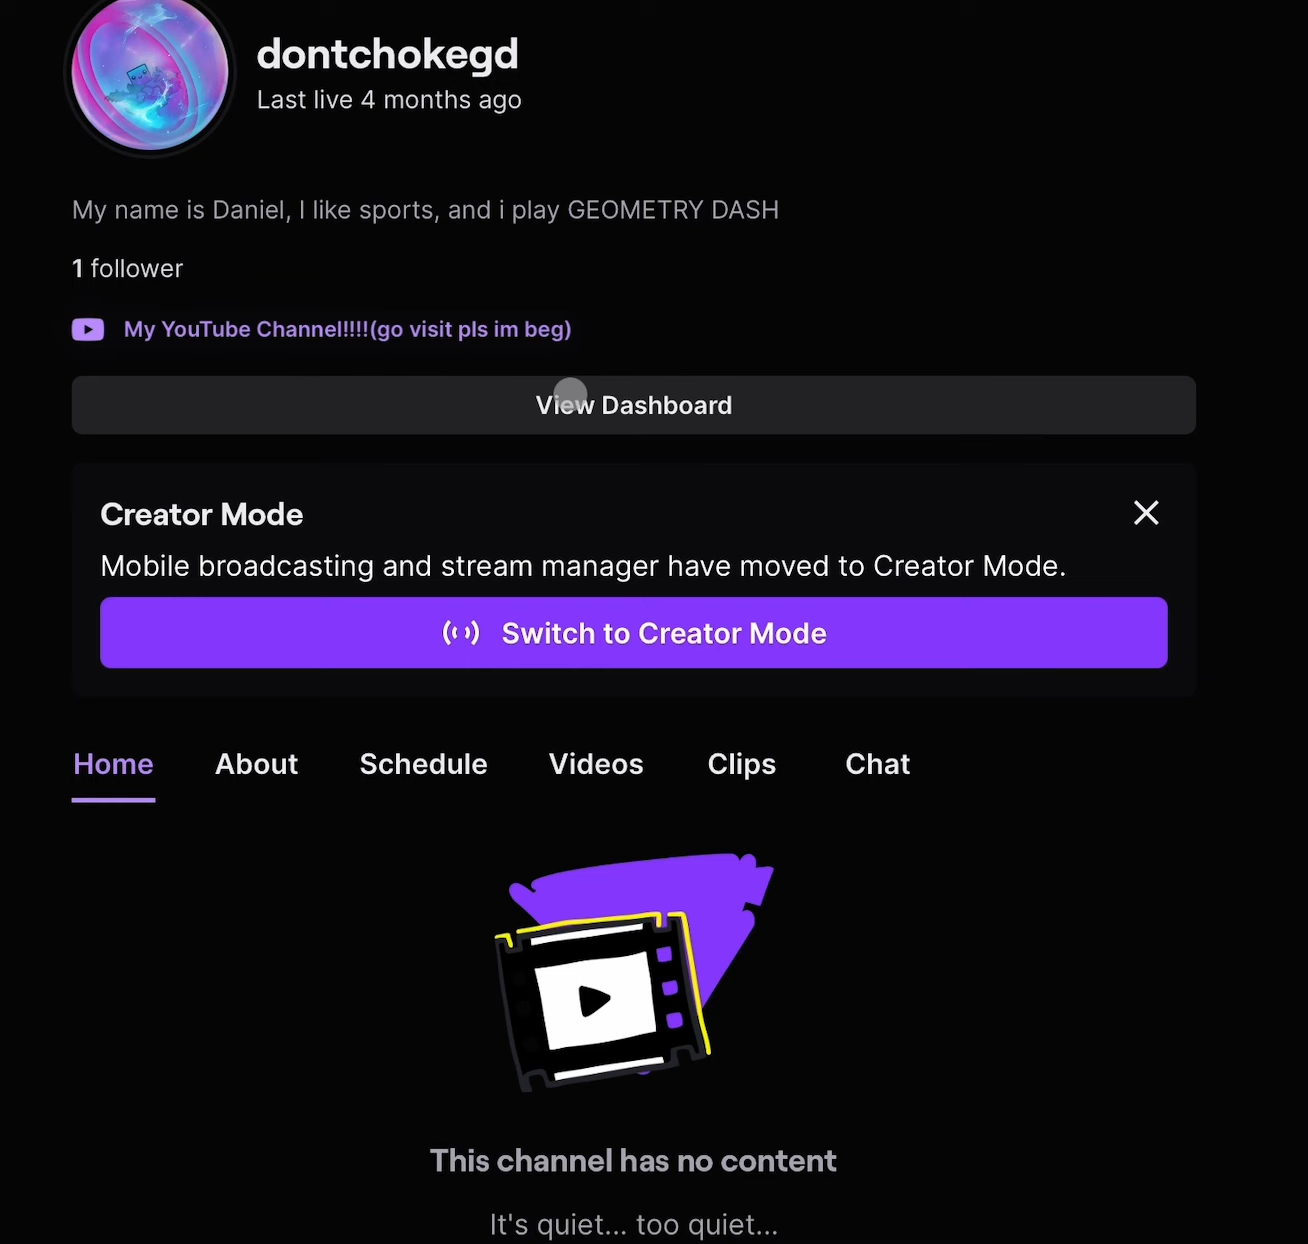 dontchokegd
Last live 4 months ago
My name is Daniel, I like sports, and i play GEOMETRY DASH
1 follower
My YouTube Channel!!!!(go visit pls im beg)
View Dashboard
Creator Mode
Mobile broadcasting and stream manager have moved to Creator Mode.
Switch to Creator Mode
Home About Schedule Videos Clips Chat
This channel has no content
It's quiet... too quiet...